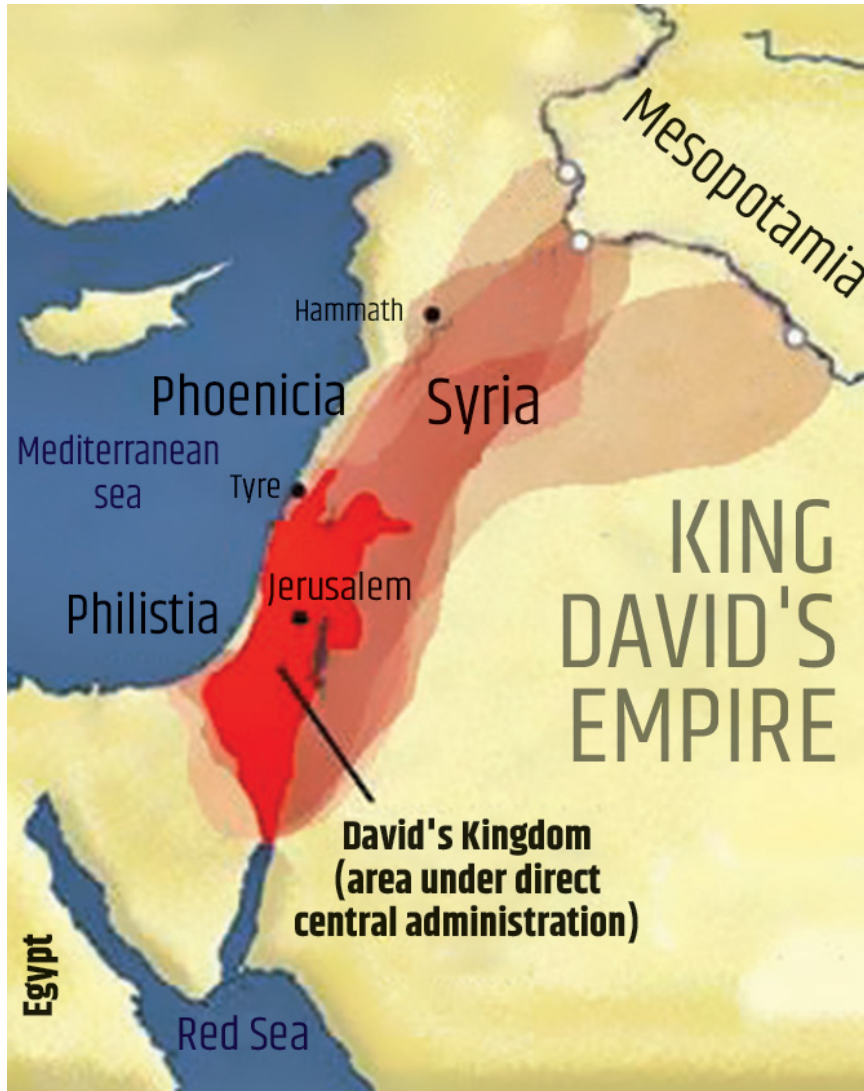 Mesopotamia
Hammath
Phoenicia
Syria
Mediterranean
sea
Tyre
KING
DAVID'S
EMPIRE
Jerusalem
Philistia
David's Kingdom
(area under direct
central administration)
Egypt
Red Sea